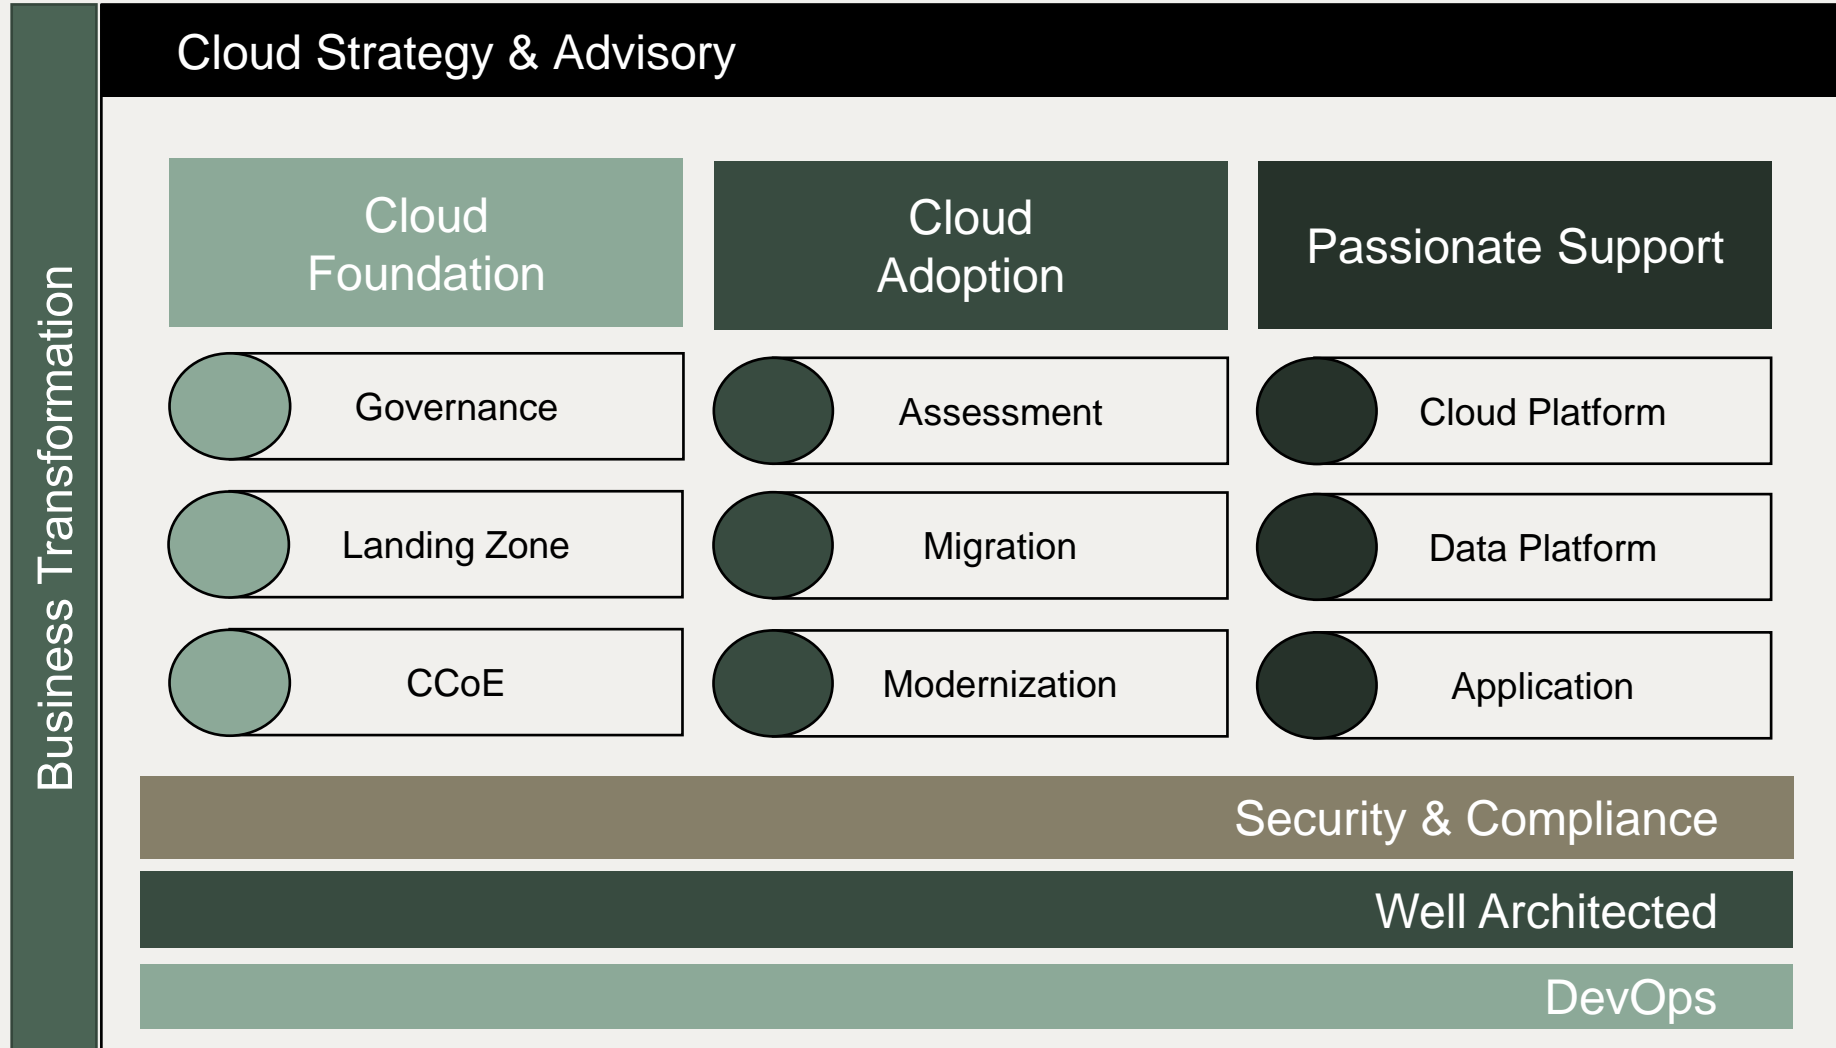 Cloud Strategy & Advisory
Business Transformation
Cloud
Foundation
Governance
Landing Zone
CCoE
Cloud
Adoption
Assessment
Migration
Modernization
Passionate Support
Cloud Platform
Data Platform
Application
Security & Compliance
Well Architected
DevOps